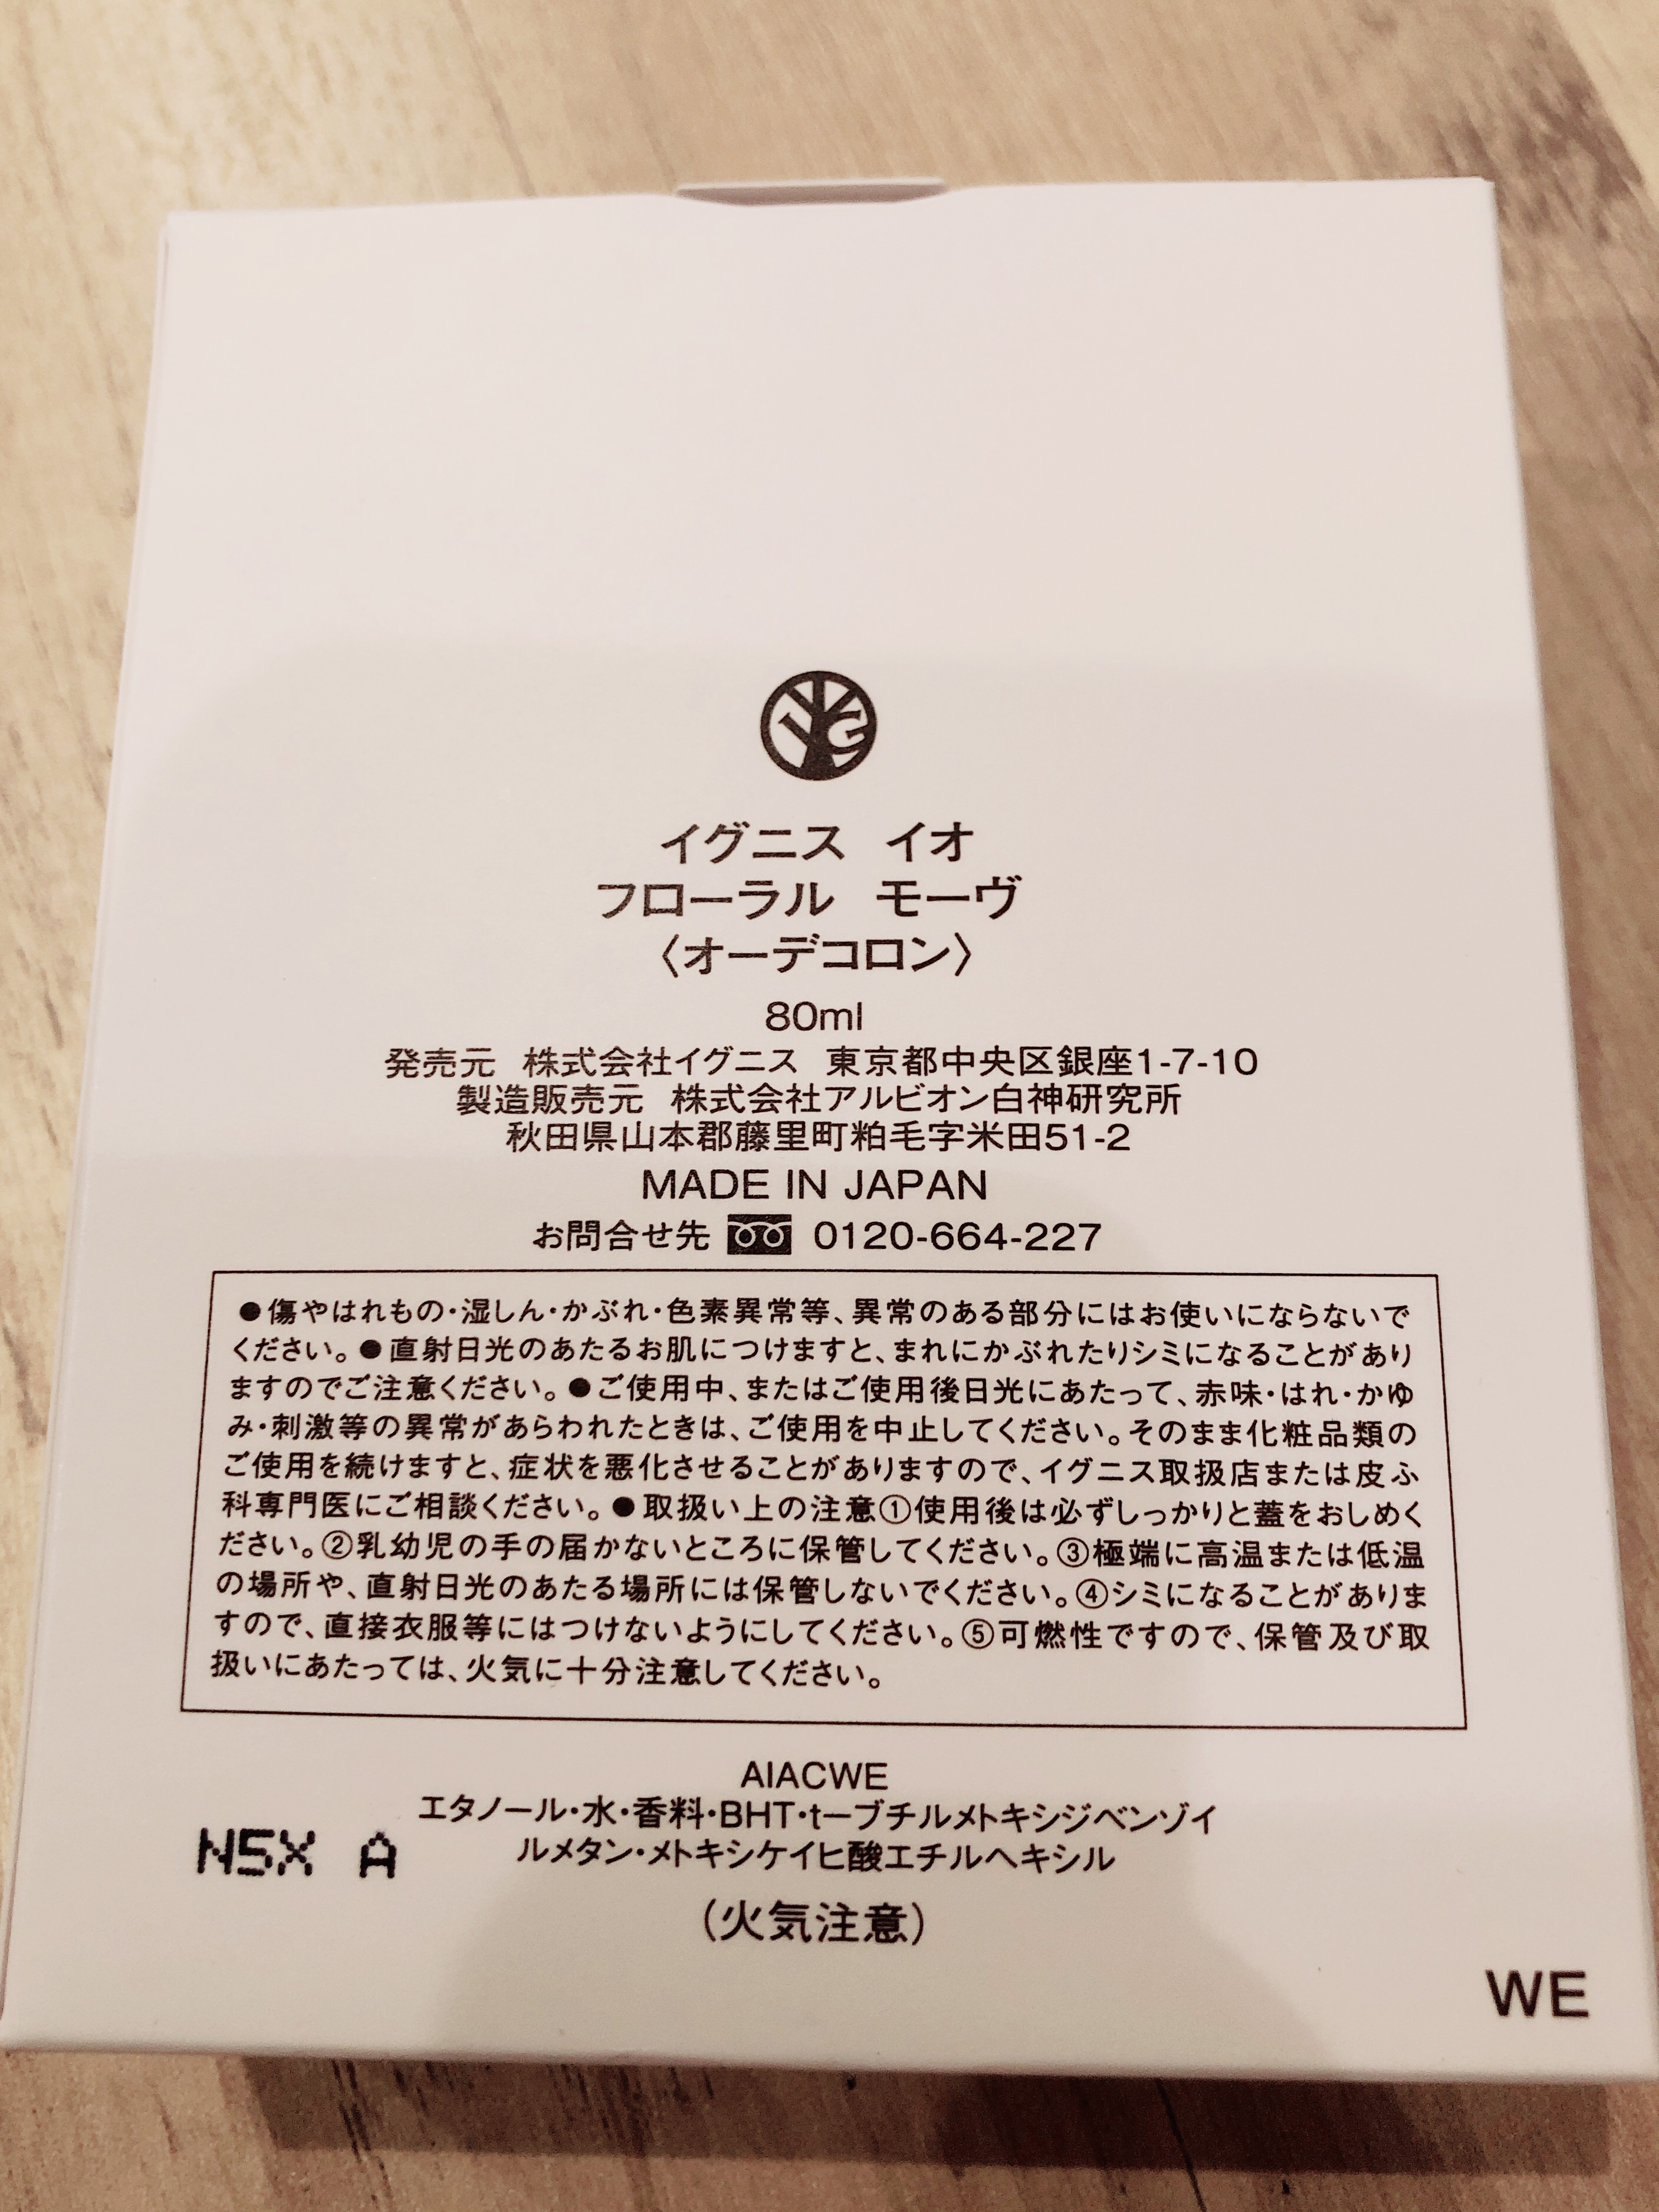 イグニス イオ
フローラル モーヴ
〈オーデコロン〉
80ml
発売元 株式会社イグニス 東京都中央区銀座1-7-10
製造販売元 株式会社アルビオン白神研究所
秋田県山本郡藤里町粕毛字米田51-2
MADE IN JAPAN
お問合せ先 0120-664-227
●傷やはれもの・湿しん・かぶれ・色素異常等、異常のある部分にはお使いにならないで
ください。●直射日光のあたるお肌につけますと、まれにかぶれたりシミになることがあり
ますのでご注意ください。●ご使用中、またはご使用後日光にあたって、赤味・はれ・かゆ
み・刺激等の異常があらわれたときは、ご使用を中止してください。そのまま化粧品類の
ご使用を続けますと、症状を悪化させることがありますので、イグニス取扱店または皮ふ
科専門医にご相談ください。●取扱い上の注意①使用後は必ずしっかりと蓋をおしめく
ださい。②乳幼児の手の届かないところに保管してください。③極端に高温または低温
の場所や、直射日光のあたる場所には保管しないでください。④シミになることがありま
すので、直接衣服等にはつけないようにしてください。⑤可燃性ですので、保管及び取
扱いにあたっては、火気に十分注意してください。
AIACWE
エタノール・水・香料・BHT・tーブチルメトキシジベンゾイ
ルメタン・メトキシケイヒ酸エチルヘキシル
N5X A
(火気注意)
WE